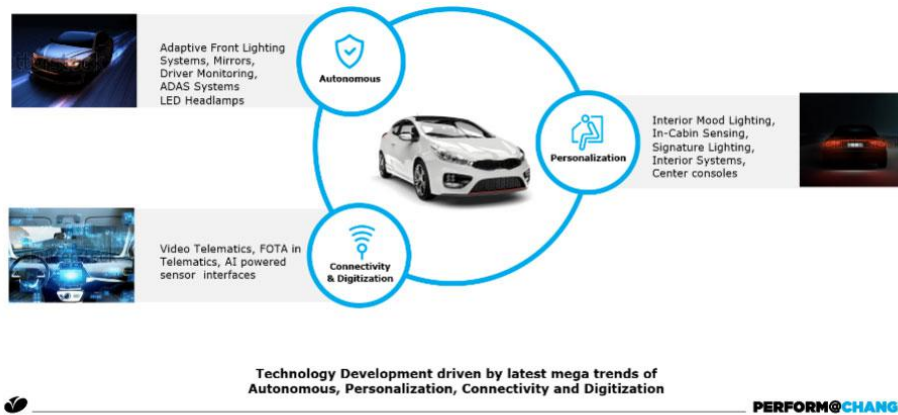 Adaptive Front Lighting
Systems, Mirrors,
Driver Monitoring,
ADAS Systems
LED Headlamps
Autonomous
Interior Mood Lighting,
In-Cabin Sensing,
Signature Lighting,
Interior Systems,
Center consoles
Personalization
Video Telematics, FOTA in
Telematics, AI powered
sensor interfaces
Connectivity
& Digitization
Technology Development driven by latest mega trends of
Autonomous, Personalization, Connectivity and Digitization
PERFORM@CHANG